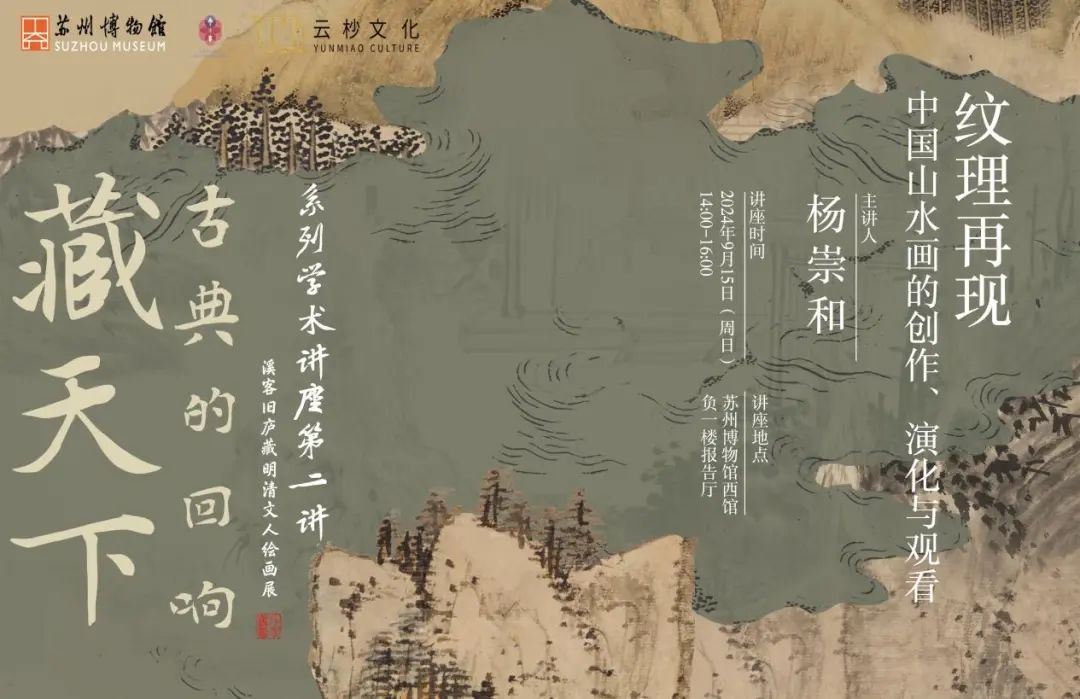 苏州博物馆
SUZHOU MUSEUM
云杪文化
YUNMIAO CULTURE
纹理再现
中国山水画的创作、演化与观看
主讲人
杨崇和
讲座时间
2024年9月15日（周日）
14:00-16:00
讲座地点
苏州博物馆西馆
负一楼报告厅
系列学术讲座第二讲
溪客旧庐藏明清文人绘画展
古典的回响
藏天下